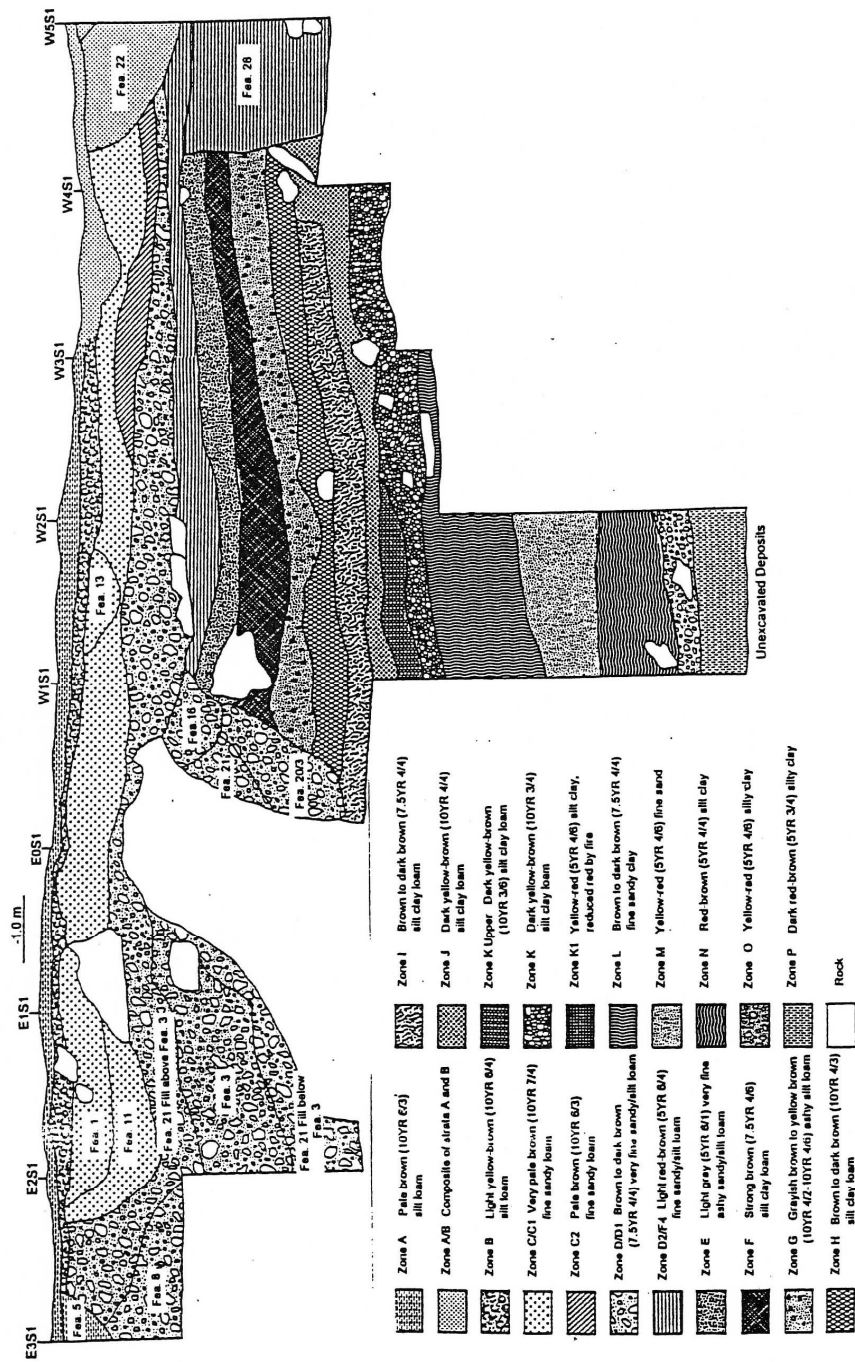 E3S1
E2S1
E1S1
-1.0 m
E0S1
W1S1
W2S1
W3S1
W4S1
W5S1
Fea. 5
Fea. 8
Fea. 1
Fea. 11
Fea. 21 Fill above Fea. 3
Fea. 3
Fea. 21 Fill below
Fea. 3
Fea. 13
Fea. 16
Fea. 21
Fea. 20/3
Fea. 22
Fea. 28
Unexcavated Deposits
Zone A Pale brown (10YR 6/3)
silt loam
Zone A/B Composite of strata A and B
Zone B Light yellow-brown (10YR 6/4)
silt loam
Zone C/C1 Very pale brown (10YR 7/4)
fine sandy loam
Zone C2 Pale brown (10YR 6/3)
fine sandy loam
Zone D/D1 Brown to dark brown
(7.5YR 4/4) very fine sandy/silt loam
Zone D2/F4 Light red-brown (5YR 6/4)
fine sandy/silt loam
Zone E Light gray (5YR 6/1) very fine
ashy sandy/silt loam
Zone F Strong brown (7.5YR 4/6)
silt clay loam
Zone G Grayish brown to yellow brown
(10YR 4/2-10YR 4/6) ashy silt loam
Zone H Brown to dark brown (10YR 4/3)
silt clay loam
Zone I Brown to dark brown (7.5YR 4/4)
silt clay loam
Zone J Dark yellow-brown (10YR 4/4)
silt clay loam
Zone K Upper Dark yellow-brown
(10YR 3/6) silt clay loam
Zone K Dark yellow-brown (10YR 3/4)
silt clay loam
Zone K1 Yellow-red (5YR 4/6) silt clay,
reduced red by fire
Zone L Brown to dark brown (7.5YR 4/4)
fine sandy clay
Zone M Yellow-red (5YR 4/6) fine sand
Zone N Red-brown (5YR 4/4) silt clay
Zone O Yellow-red (5YR 4/6) silty clay
Zone P Dark red-brown (5YR 3/4) silty clay
Rock